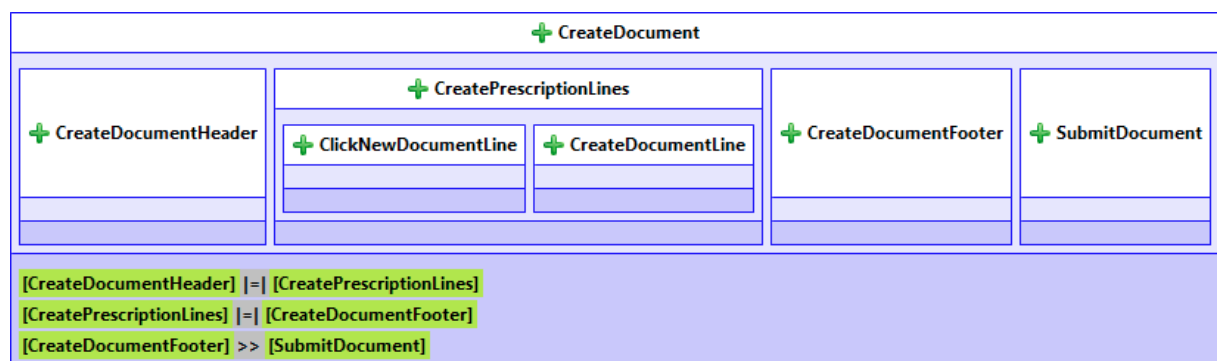 CreateDocument
CreatePrescriptionLines
CreateDocumentHeader
ClickNewDocumentLine
CreateDocumentLine
CreateDocumentFooter
SubmitDocument
[CreateDocumentHeader] |=| [CreatePrescriptionLines]
[CreatePrescriptionLines] |=| [CreateDocumentFooter]
[CreateDocumentFooter] >> [SubmitDocument]